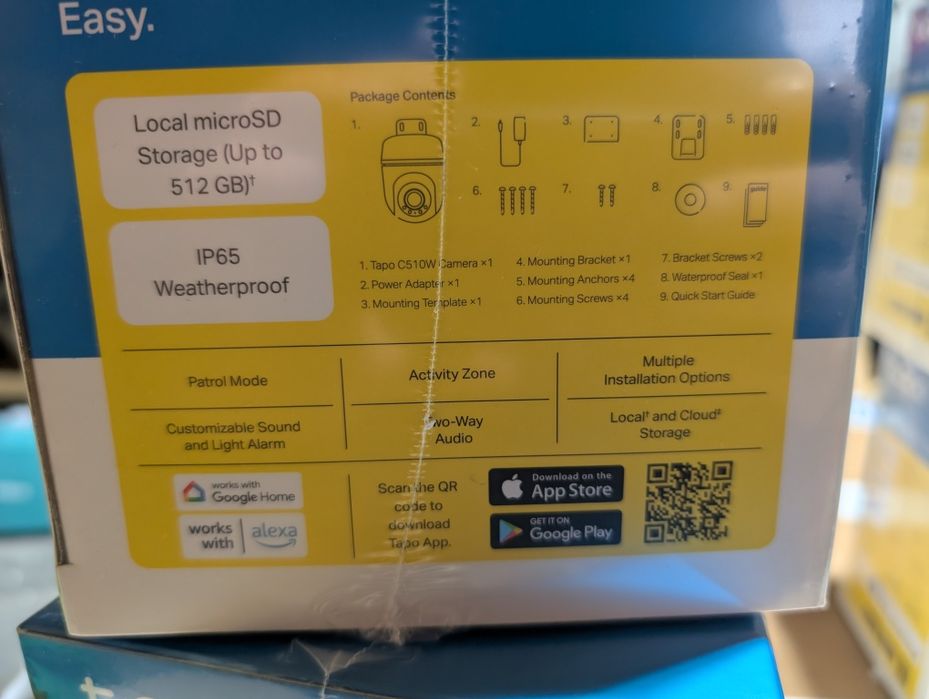 Easy.
Local microSD
Storage (Up to
512 GB)†
IP65
Weatherproof
Package Contents
1.
2.
3.
4.
5.
6.
7.
8.
9.
guide
1. Tapo C510W Camera ×1
2. Power Adapter ×1
3. Mounting Template ×1
4. Mounting Bracket ×1
5. Mounting Anchors ×4
6. Mounting Screws ×4
7. Bracket Screws ×2
8. Waterproof Seal ×1
9. Quick Start Guide
Patrol Mode
Activity Zone
Multiple
Installation Options
Customizable Sound
and Light Alarm
Two-Way
Audio
Local† and Cloud‡
Storage
works with
Google Home
works
with
alexa
Scan the QR
code to
download
Tapo App.
Download on the
App Store
GET IT ON
Google Play